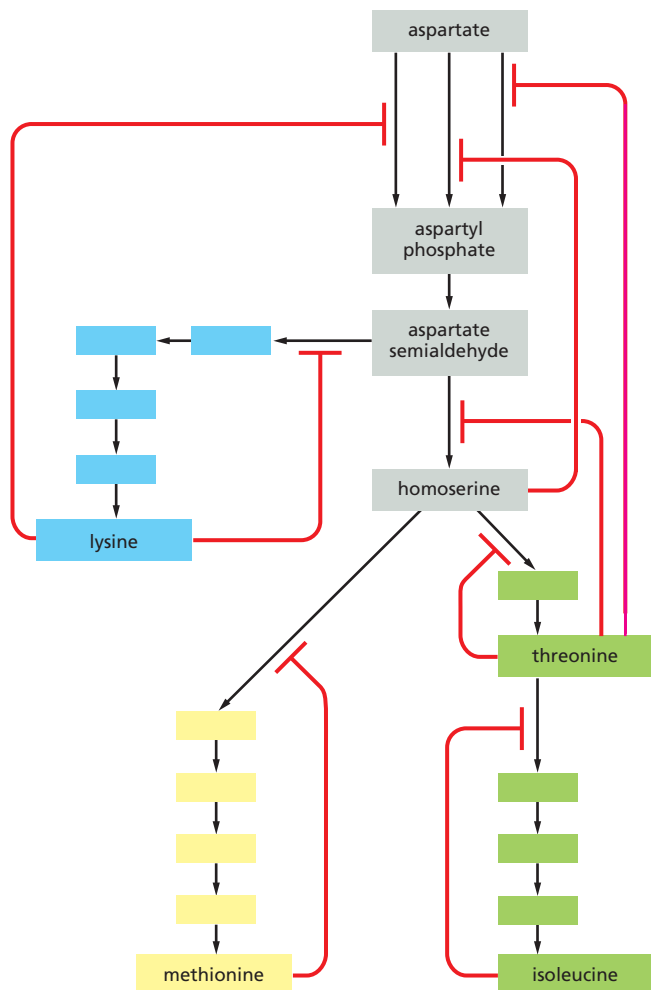 aspartate
aspartyl
phosphate
aspartate
semialdehyde
homoserine
lysine
threonine
methionine
isoleucine